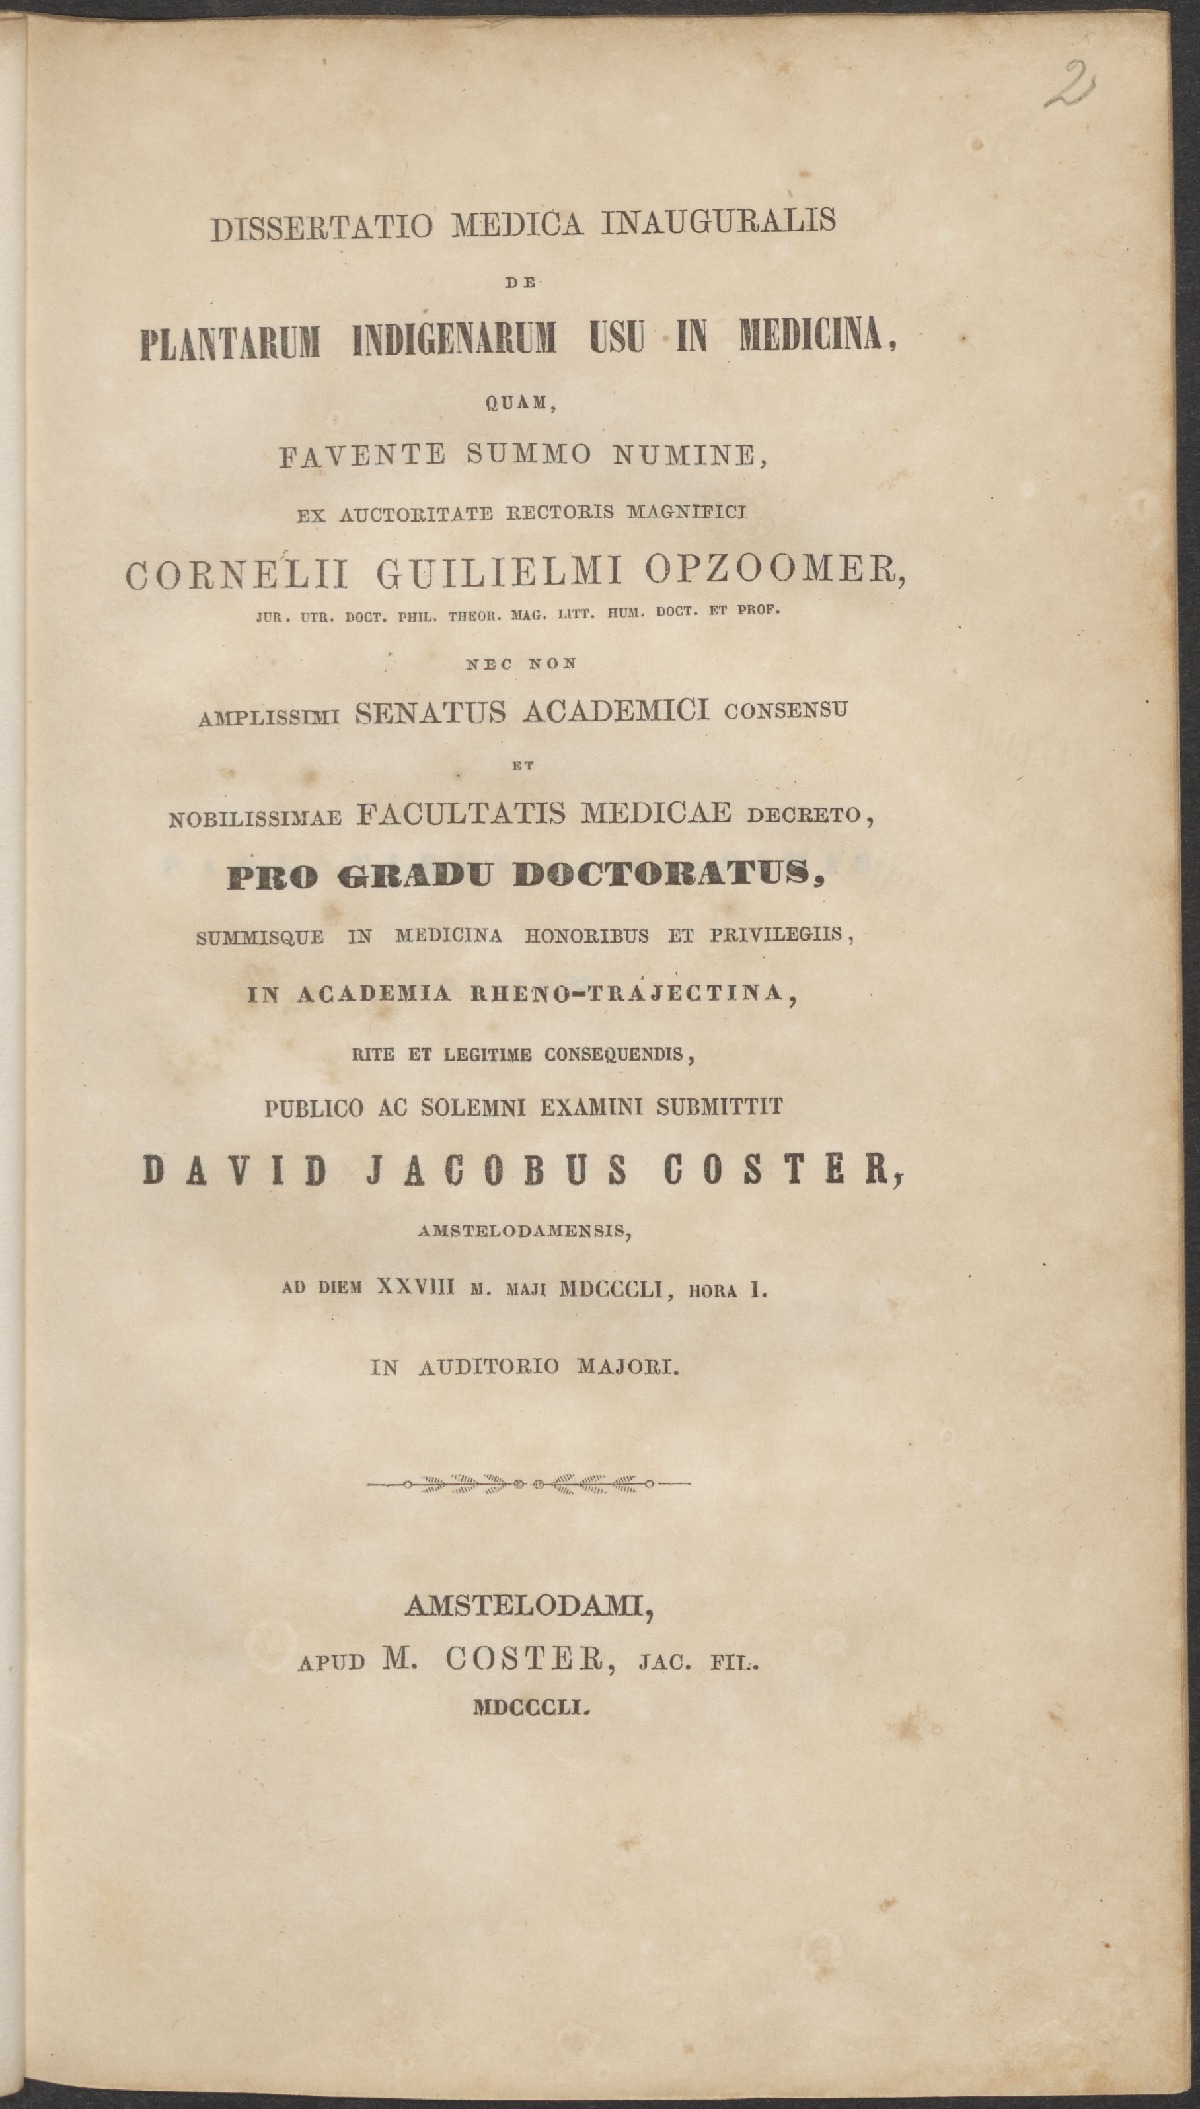 2
DISSERTATIO MEDICA INAUGURALIS
DE
PLANTARUM INDIGENARUM USU IN MEDICINA,
QUAM,
FAVENTE SUMMO NUMINE,
EX AUCTORITATE RECTORIS MAGNIFICI
CORNELII GUILIELMI OPZOOMER,
JUR. UTR. DOCT. PHIL. THEOR. MAG. LITT. HUM. DOCT. ET PROF.
NEC NON
AMPLISSIMI SENATUS ACADEMICI CONSENSU
ET
NOBILISSIMAE FACULTATIS MEDICAE DECRETO,
PRO GRADU DOCTORATUS,
SUMMISQUE IN MEDICINA HONORIBUS ET PRIVILEGIIS,
IN ACADEMIA RHENO-TRAJECTINA,
RITE ET LEGITIME CONSEQUENDIS,
PUBLICO AC SOLEMNI EXAMINI SUBMITTIT
DAVID JACOBUS COSTER,
AMSTELODAMENSIS,
AD DIEM XXVIII M. MAJI MDCCCLI, HORA I.
IN AUDITORIO MAJORI.
AMSTELODAMI,
APUD M. COSTER, JAC. FIL.
MDCCCLI.